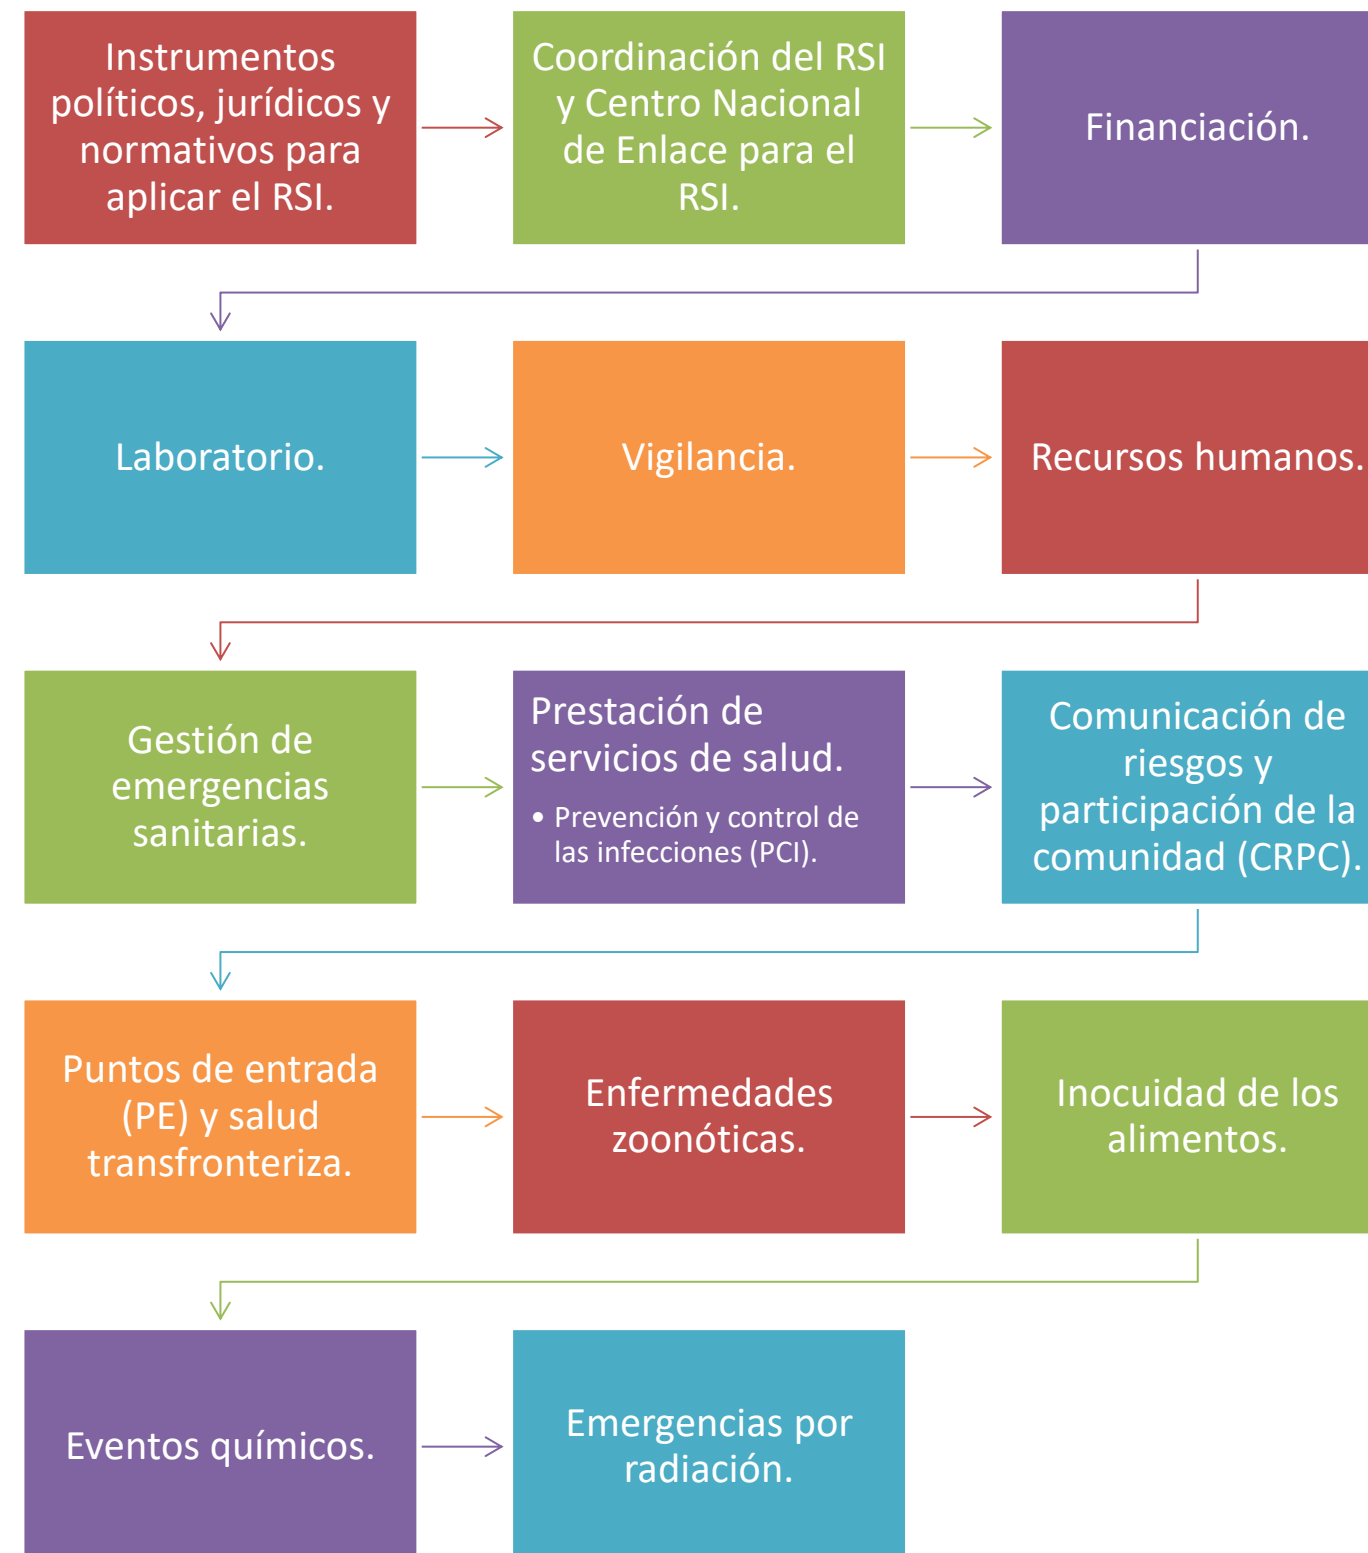 Instrumentos
políticos, jurídicos y
normativos para
aplicar el RSI.
Coordinación del RSI
y Centro Nacional
de Enlace para el
RSI.
Financiación.
Laboratorio.
Vigilancia.
Recursos humanos.
Gestión de
emergencias
sanitarias.
Prestación de
servicios de salud.
• Prevención y control de
las infecciones (PCI).
Comunicación de
riesgos y
participación de la
comunidad (CRPC).
Puntos de entrada
(PE) y salud
transfronteriza.
Enfermedades
zoonóticas.
Inocuidad de los
alimentos.
Eventos químicos.
Emergencias por
radiación.